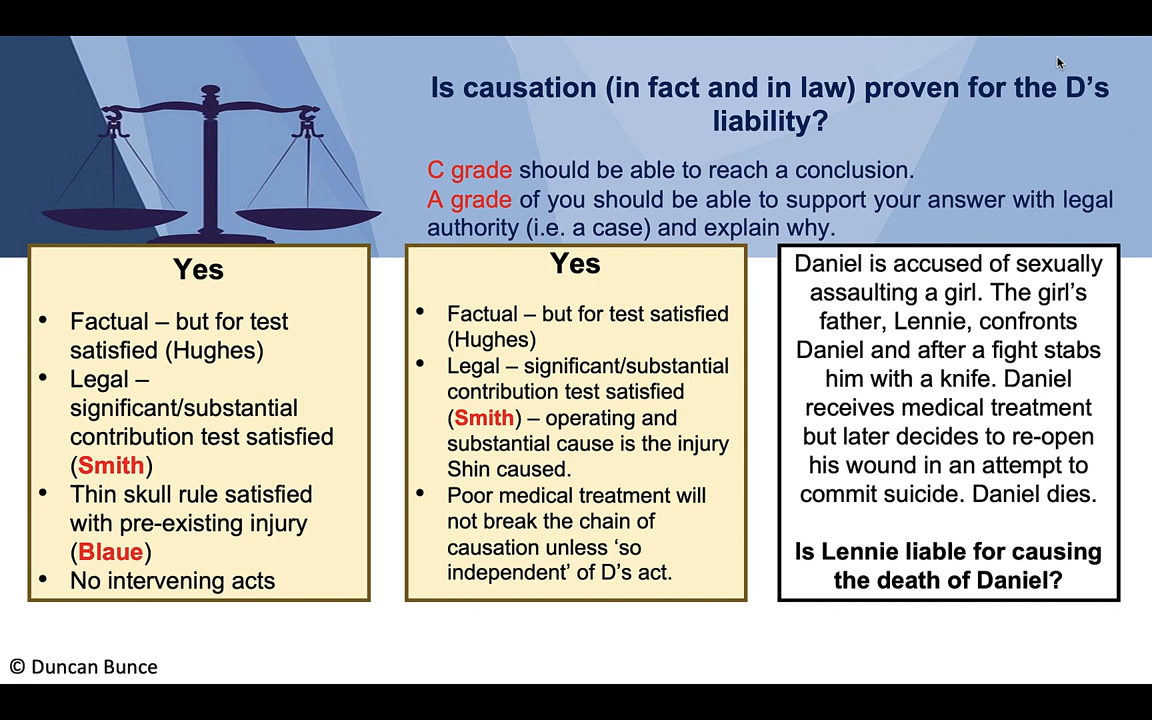 Is causation (in fact and in law) proven for the D’s
liability?
C grade should be able to reach a conclusion.
A grade of you should be able to support your answer with legal
authority (i.e. a case) and explain why.
Yes
• Factual – but for test
satisfied (Hughes)
• Legal –
significant/substantial
contribution test satisfied
(Smith)
• Thin skull rule satisfied
with pre-existing injury
(Blaue)
• No intervening acts
Yes
• Factual – but for test satisfied
(Hughes)
• Legal – significant/substantial
contribution test satisfied
(Smith) – operating and
substantial cause is the injury
Shin caused.
• Poor medical treatment will
not break the chain of
causation unless ‘so
independent’ of D’s act.
Daniel is accused of sexually
assaulting a girl. The girl’s
father, Lennie, confronts
Daniel and after a fight stabs
him with a knife. Daniel
receives medical treatment
but later decides to re-open
his wound in an attempt to
commit suicide. Daniel dies.
Is Lennie liable for causing
the death of Daniel?
© Duncan Bunce